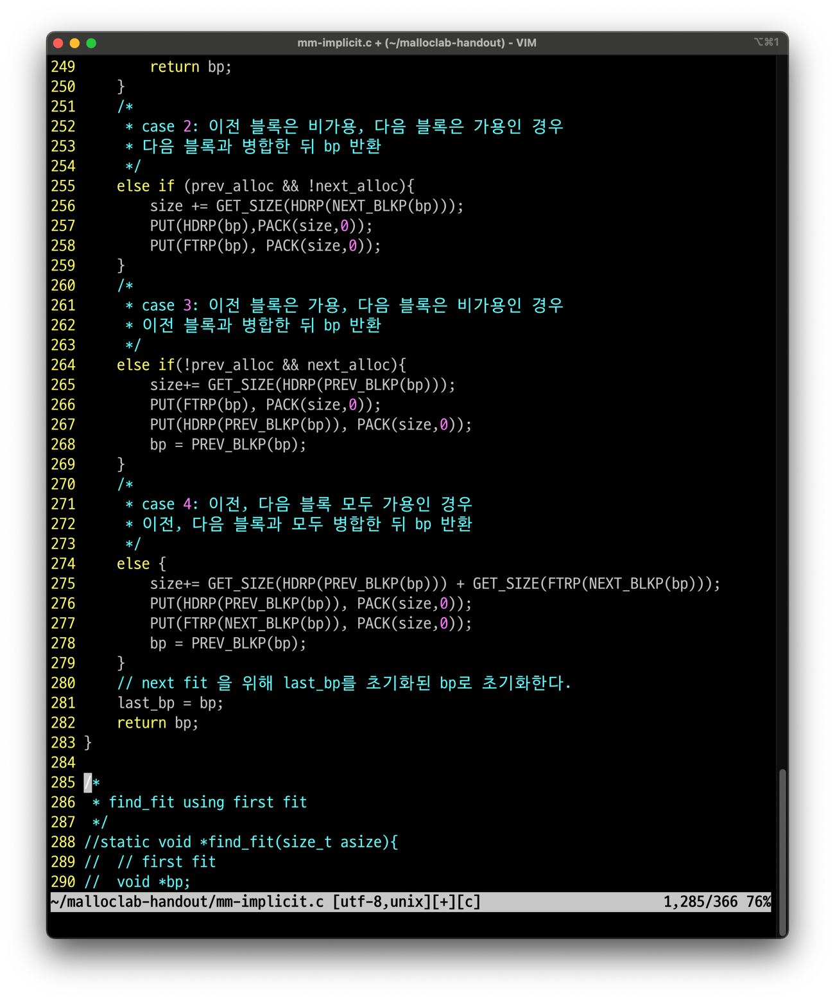 mm-implicit.c + (~/malloclab-handout) - VIM
⌥⌘1
249         return bp;
250     }
251     /*
252      * case 2: 이전 블록은 비가용, 다음 블록은 가용인 경우
253      * 다음 블록과 병합한 뒤 bp 반환
254      */
255     else if (prev_alloc && !next_alloc){
256         size += GET_SIZE(HDRP(NEXT_BLKP(bp)));
257         PUT(HDRP(bp),PACK(size,0));
258         PUT(FTRP(bp), PACK(size,0));
259     }
260     /*
261      * case 3: 이전 블록은 가용, 다음 블록은 비가용인 경우
262      * 이전 블록과 병합한 뒤 bp 반환
263      */
264     else if(!prev_alloc && next_alloc){
265         size+= GET_SIZE(HDRP(PREV_BLKP(bp)));
266         PUT(FTRP(bp), PACK(size,0));
267         PUT(HDRP(PREV_BLKP(bp)), PACK(size,0));
268         bp = PREV_BLKP(bp);
269     }
270     /*
271      * case 4: 이전, 다음 블록 모두 가용인 경우
272      * 이전, 다음 블록과 모두 병합한 뒤 bp 반환
273      */
274     else {
275         size+= GET_SIZE(HDRP(PREV_BLKP(bp))) + GET_SIZE(FTRP(NEXT_BLKP(bp)));
276         PUT(HDRP(PREV_BLKP(bp)), PACK(size,0));
277         PUT(FTRP(NEXT_BLKP(bp)), PACK(size,0));
278         bp = PREV_BLKP(bp);
279     }
280     // next fit 을 위해 last_bp를 초기화된 bp로 초기화한다.
281     last_bp = bp;
282     return bp;
283 }
284
285 /*
286  * find_fit using first fit
287  */
288 //static void *find_fit(size_t asize){
289 //  // first fit
290 //  void *bp;
~/malloclab-handout/mm-implicit.c [utf-8,unix][+][c] 1,285/366 76%